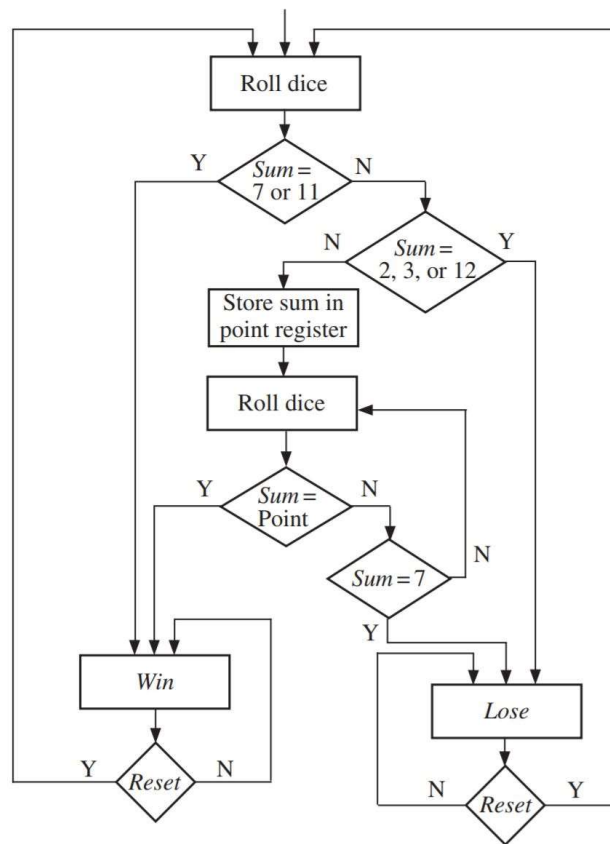 Roll dice
Y
Sum =
7 or 11
N
N
Sum =
2, 3, or 12
Y
Store sum in
point register
Roll dice
Y
Sum =
Point
N
Sum = 7
N
Y
Win
Lose
Y
Reset
N
N
Reset
Y